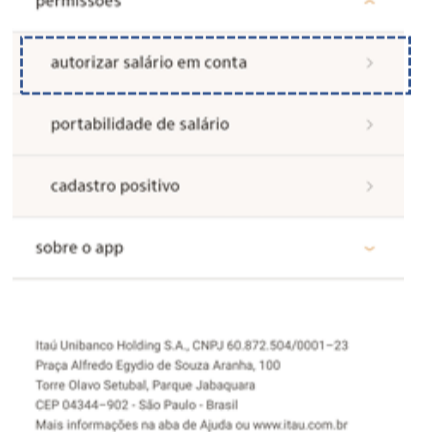 permissões
autorizar salário em conta
portabilidade de salário
cadastro positivo
sobre o app
Itaú Unibanco Holding S.A., CNPJ 60.872.504/0001-23
Praça Alfredo Egydio de Souza Aranha, 100
Torre Olavo Setubal, Parque Jabaquara
CEP 04344-902 - São Paulo - Brasil
Mais informações na aba de Ajuda ou www.itau.com.br